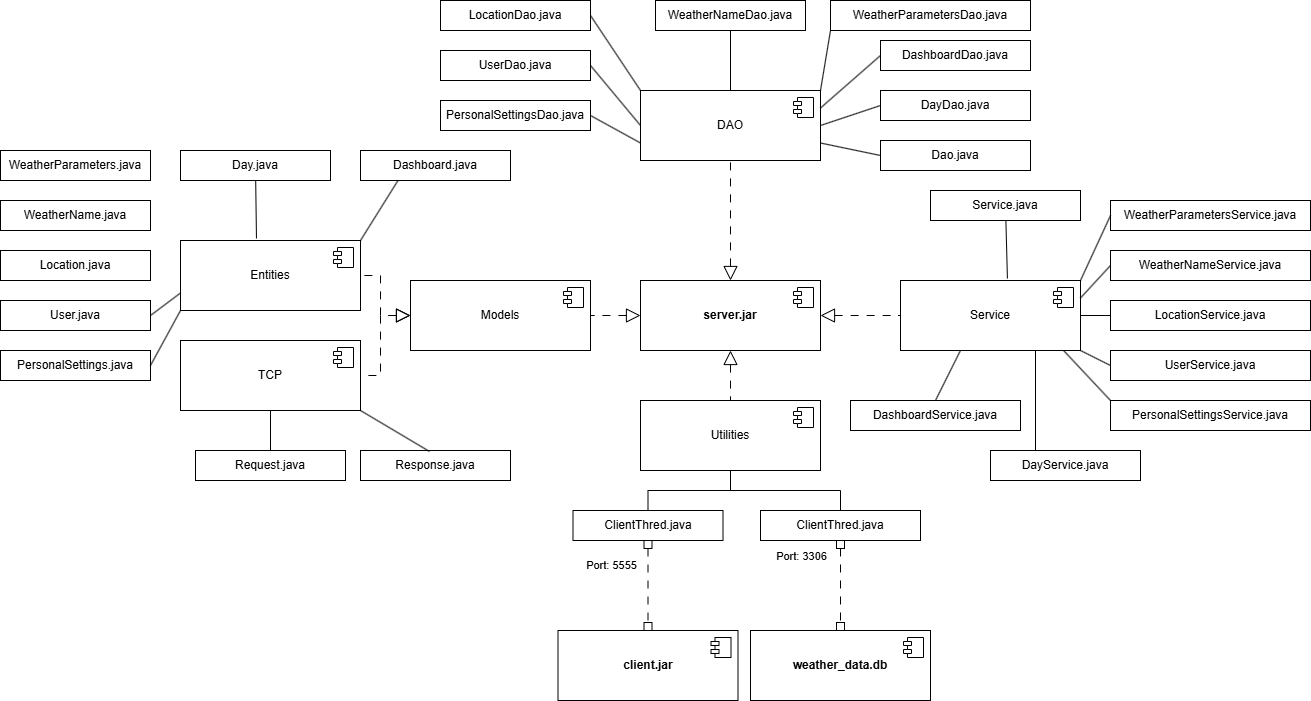 LocationDao.java
WeatherNameDao.java
WeatherParametersDao.java
UserDao.java
DashboardDao.java
PersonalSettingsDao.java
DAO
DayDao.java
Dao.java
WeatherParameters.java
Day.java
Dashboard.java
WeatherName.java
Service.java
WeatherParametersService.java
Location.java
Entities
WeatherNameService.java
User.java
Models
server.jar
Service
LocationService.java
PersonalSettings.java
TCP
UserService.java
DashboardService.java
PersonalSettingsService.java
Utilities
Request.java
Response.java
DayService.java
ClientThred.java
ClientThred.java
Port: 5555
Port: 3306
client.jar
weather_data.db